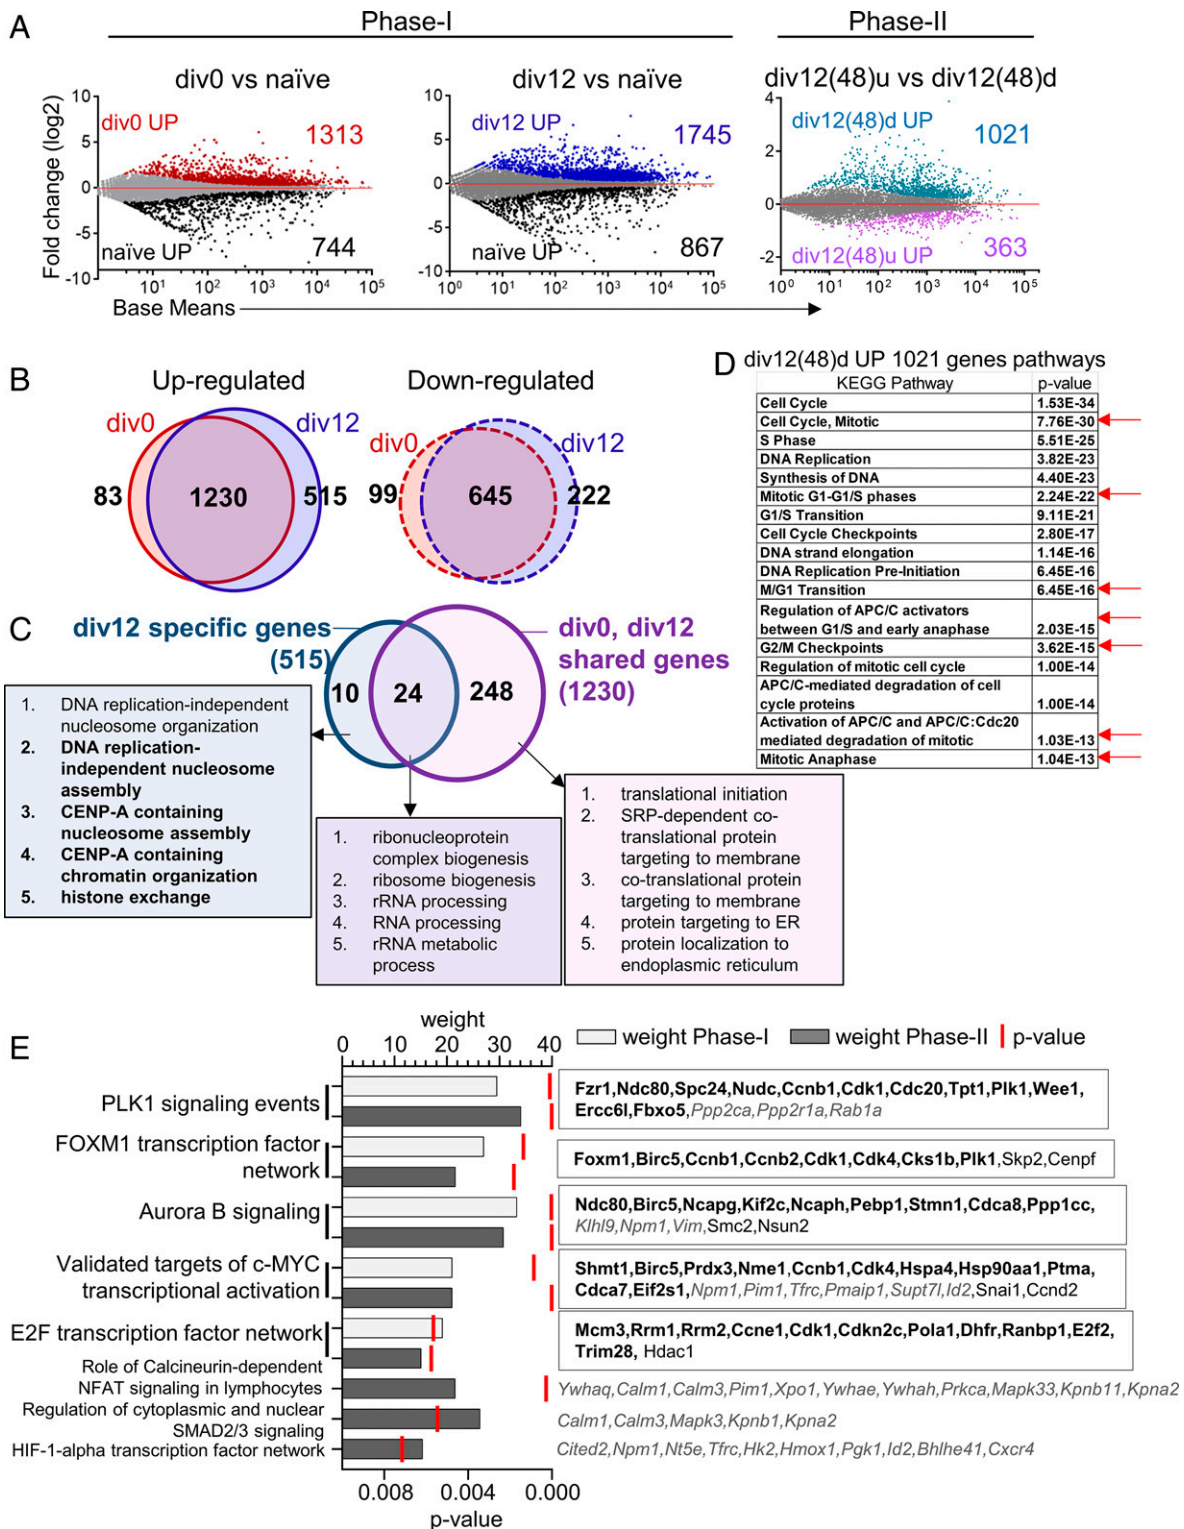 A
Phase-I
Phase-II
div0 vs naïve
div12 vs naïve
div12(48)u vs div12(48)d
Fold change (log2)
10
5
0
-5
-10
div0 UP
1313
naïve UP
744
10
5
0
-5
-10
div12 UP
1745
naïve UP
867
4
2
0
-2
div12(48)d UP
1021
div12(48)u UP
363
10¹ 10² 10³ 10⁴ 10⁵
10⁰ 10¹ 10² 10³ 10⁴ 10⁵
10⁰ 10¹ 10² 10³ 10⁴ 10⁵
Base Means
B
Up-regulated
div0
div12
83
1230
515
Down-regulated
div0
div12
99
645
222
C
div12 specific genes
(515)
div0, div12
shared genes
(1230)
10
24
248
1. DNA replication-independent
nucleosome organization
2. DNA replication-
independent nucleosome
assembly
3. CENP-A containing
nucleosome assembly
4. CENP-A containing
chromatin organization
5. histone exchange
1. ribonucleoprotein
complex biogenesis
2. ribosome biogenesis
3. rRNA processing
4. RNA processing
5. rRNA metabolic
process
1. translational initiation
2. SRP-dependent co-
translational protein
targeting to membrane
3. co-translational protein
targeting to membrane
4. protein targeting to ER
5. protein localization to
endoplasmic reticulum
D
div12(48)d UP 1021 genes pathways
KEGG Pathway p-value
Cell Cycle 1.53E-34
Cell Cycle, Mitotic 7.76E-30
S Phase 5.51E-25
DNA Replication 3.82E-23
Synthesis of DNA 4.40E-23
Mitotic G1-G1/S phases 2.24E-22
G1/S Transition 9.11E-21
Cell Cycle Checkpoints 2.80E-17
DNA strand elongation 1.14E-16
DNA Replication Pre-Initiation 6.45E-16
M/G1 Transition 6.45E-16
Regulation of APC/C activators
between G1/S and early anaphase 2.03E-15
G2/M Checkpoints 3.62E-15
Regulation of mitotic cell cycle 1.00E-14
APC/C-mediated degradation of cell
cycle proteins 1.00E-14
Activation of APC/C and APC/C:Cdc20
mediated degradation of mitotic 1.03E-13
Mitotic Anaphase 1.04E-13
E
weight
0 10 20 30 40
weight Phase-I weight Phase-II p-value
PLK1 signaling events
Fzr1,Ndc80,Spc24,Nudc,Ccnb1,Cdk1,Cdc20,Tpt1,Plk1,Wee1,
Ercc6l,Fbxo5,Ppp2ca,Ppp2r1a,Rab1a
FOXM1 transcription factor
network
Foxm1,Birc5,Ccnb1,Ccnb2,Cdk1,Cdk4,Cks1b,Plk1,Skp2,Cenpf
Aurora B signaling
Ndc80,Birc5,Ncapg,Kif2c,Ncaph,Pebp1,Stmn1,Cdca8,Ppp1cc,
Klhl9,Npm1,Vim,Smc2,Nsun2
Validated targets of c-MYC
transcriptional activation
Shmt1,Birc5,Prdx3,Nme1,Ccnb1,Cdk4,Hspa4,Hsp90aa1,Ptma,
Cdca7,Eif2s1,Npm1,Pim1,Tfrc,Pmaip1,Supt7l,Id2,Snai1,Ccnd2
E2F transcription factor network
Mcm3,Rrm1,Rrm2,Ccne1,Cdk1,Cdkn2c,Pola1,Dhfr,Ranbp1,E2f2,
Trim28, Hdac1
Role of Calcineurin-dependent
NFAT signaling in lymphocytes
Ywhaq,Calm1,Calm3,Pim1,Xpo1,Ywhae,Ywhah,Prkca,Mapk33,Kpnb11,Kpna2
Regulation of cytoplasmic and nuclear
SMAD2/3 signaling
Calm1,Calm3,Mapk3,Kpnb1,Kpna2
HIF-1-alpha transcription factor network
Cited2,Npm1,Nt5e,Tfrc,Hk2,Hmox1,Pgk1,Id2,Bhlhe41,Cxcr4
0.008 0.004 0.000
p-value